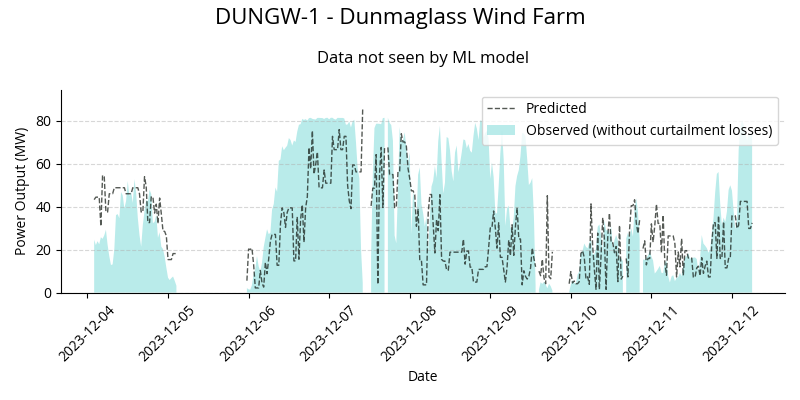 DUNGW-1 - Dunmaglass Wind Farm
Data not seen by ML model
Predicted
Observed (without curtailment losses)
Power Output (MW)
80
60
40
20
0
2023-12-04
2023-12-05
2023-12-06
2023-12-07
2023-12-08
2023-12-09
2023-12-10
2023-12-11
2023-12-12
Date